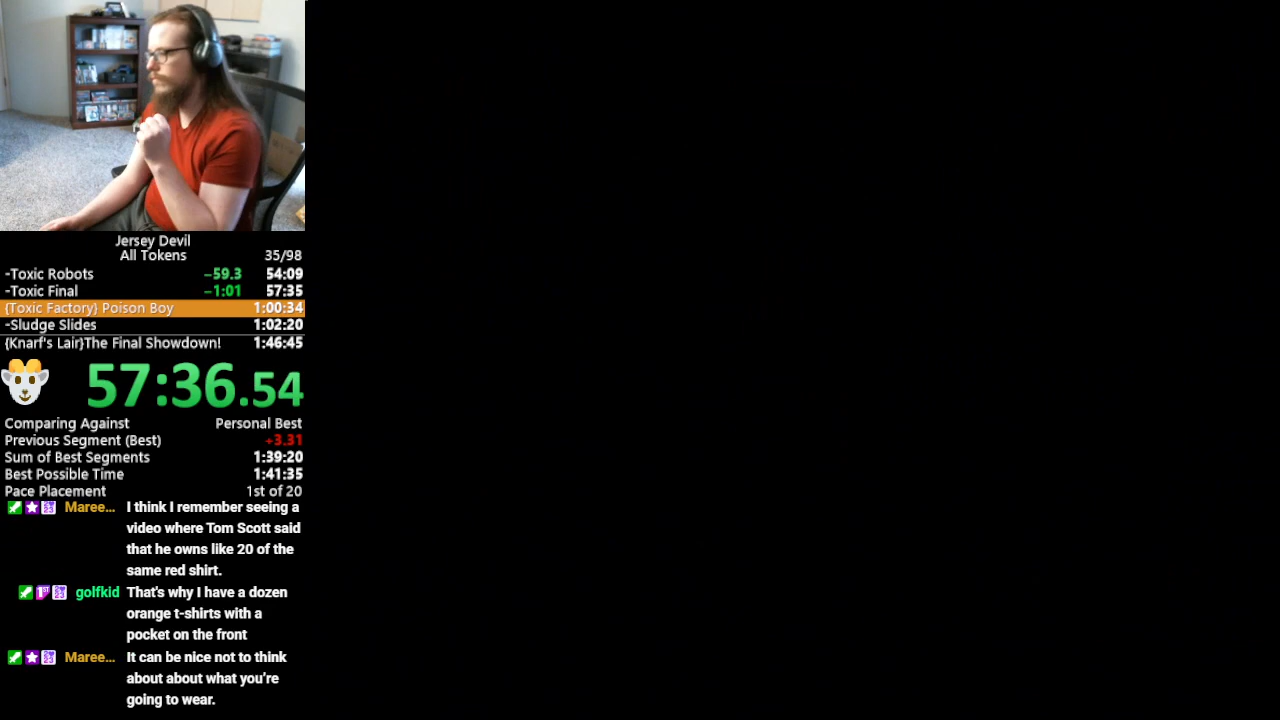 Jersey Devil
All Tokens 35/98
-Toxic Robots -59.3 54:09
-Toxic Final -1:01 57:35
{Toxic Factory} Poison Boy 1:00:34
-Sludge Slides 1:02:20
{Knarf's Lair}The Final Showdown! 1:46:45
57:36.54
Comparing Against Personal Best
Previous Segment (Best) +3.31
Sum of Best Segments 1:39:20
Best Possible Time 1:41:35
Pace Placement 1st of 20
Maree... I think I remember seeing a
video where Tom Scott said
that he owns like 20 of the
same red shirt.
golfkid That's why I have a dozen
orange t-shirts with a
pocket on the front
Maree... It can be nice not to think
about about what you're
going to wear.